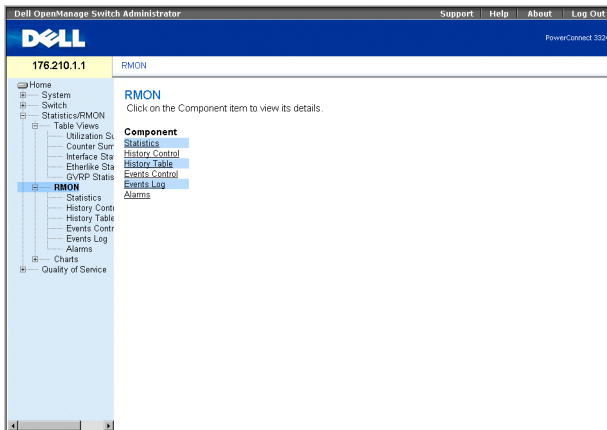 Dell OpenManage Switch Administrator
Support Help About Log Out
DELL
PowerConnect 3324
176.210.1.1
RMON
Home
System
Switch
Statistics/RMON
Table Views
Utilization Su
Counter Sum
Interface Sta
Etherlike Sta
GVRP Statis
RMON
Statistics
History Contr
History Table
Events Contr
Events Log
Alarms
Charts
Quality of Service
RMON
Click on the Component item to view its details.
Component
Statistics
History Control
History Table
Events Control
Events Log
Alarms